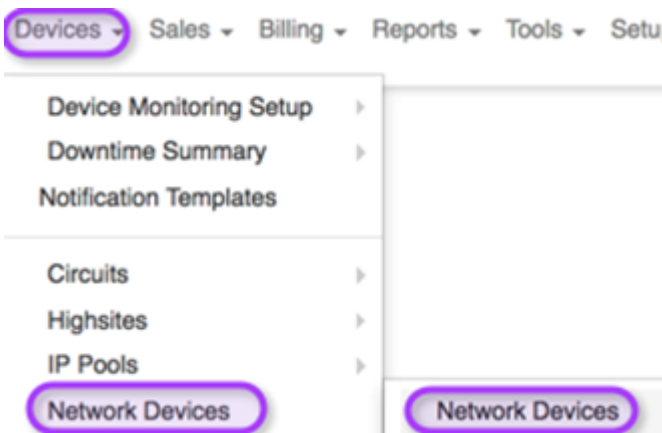 Devices Sales Billing Reports Tools
Device Monitoring Setup
Downtime Summary
Notification Templates
Circuits
Highsites
IP Pools
Network Devices Network Devices